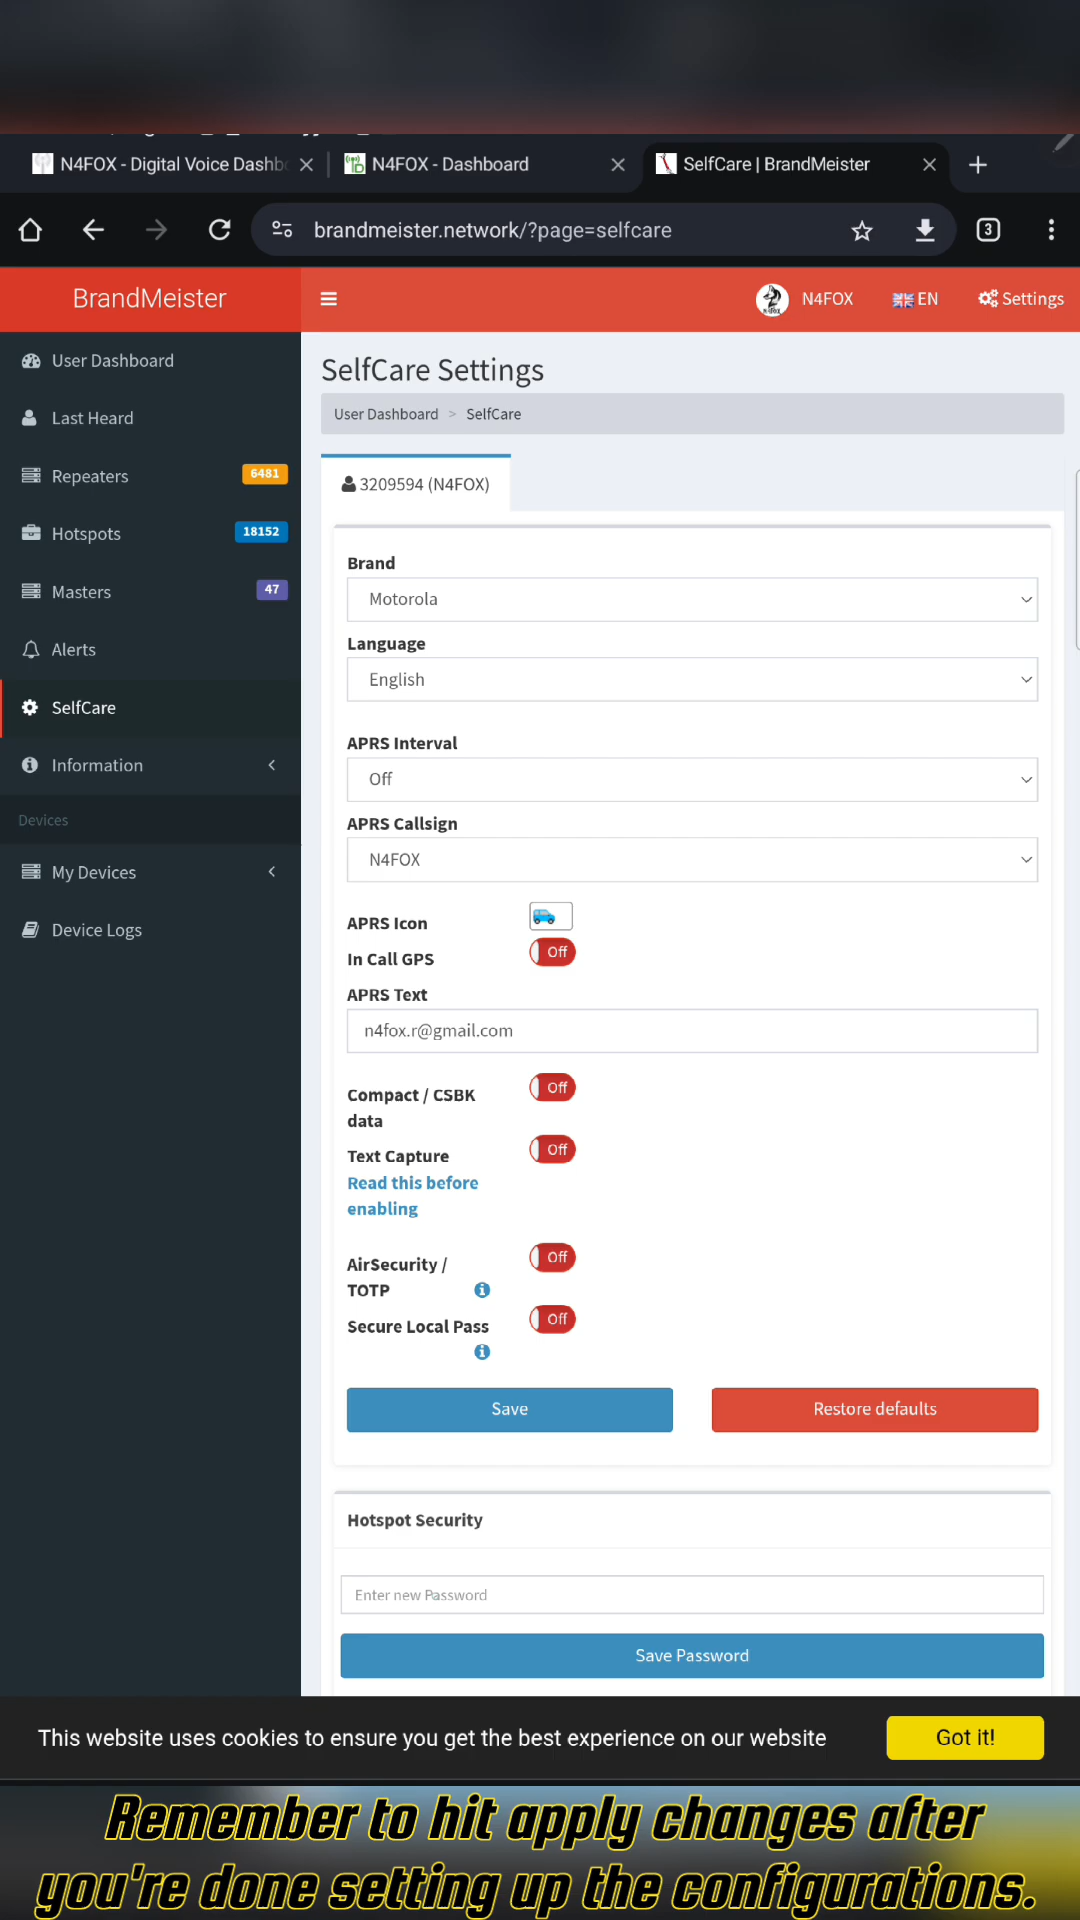 N4FOX - Digital Voice Dashb
N4FOX - Dashboard
SelfCare | BrandMeister
brandmeister.network/?page=selfcare
3
BrandMeister
N4FOX
EN
Settings
User Dashboard
Last Heard
Repeaters 6481
Hotspots 18152
Masters 47
Alerts
SelfCare
Information
Devices
My Devices
Device Logs
SelfCare Settings
User Dashboard > SelfCare
3209594 (N4FOX)
Brand
Motorola
Language
English
APRS Interval
Off
APRS Callsign
N4FOX
APRS Icon
In Call GPS Off
APRS Text
n4fox.r@gmail.com
Compact / CSBK
data
Off
Text Capture Off
Read this before
enabling
AirSecurity /
TOTP
Off
Secure Local Pass Off
Save
Restore defaults
Hotspot Security
Enter new Password
Save Password
This website uses cookies to ensure you get the best experience on our website
Got it!
Remember to hit apply changes after
you're done setting up the configurations.